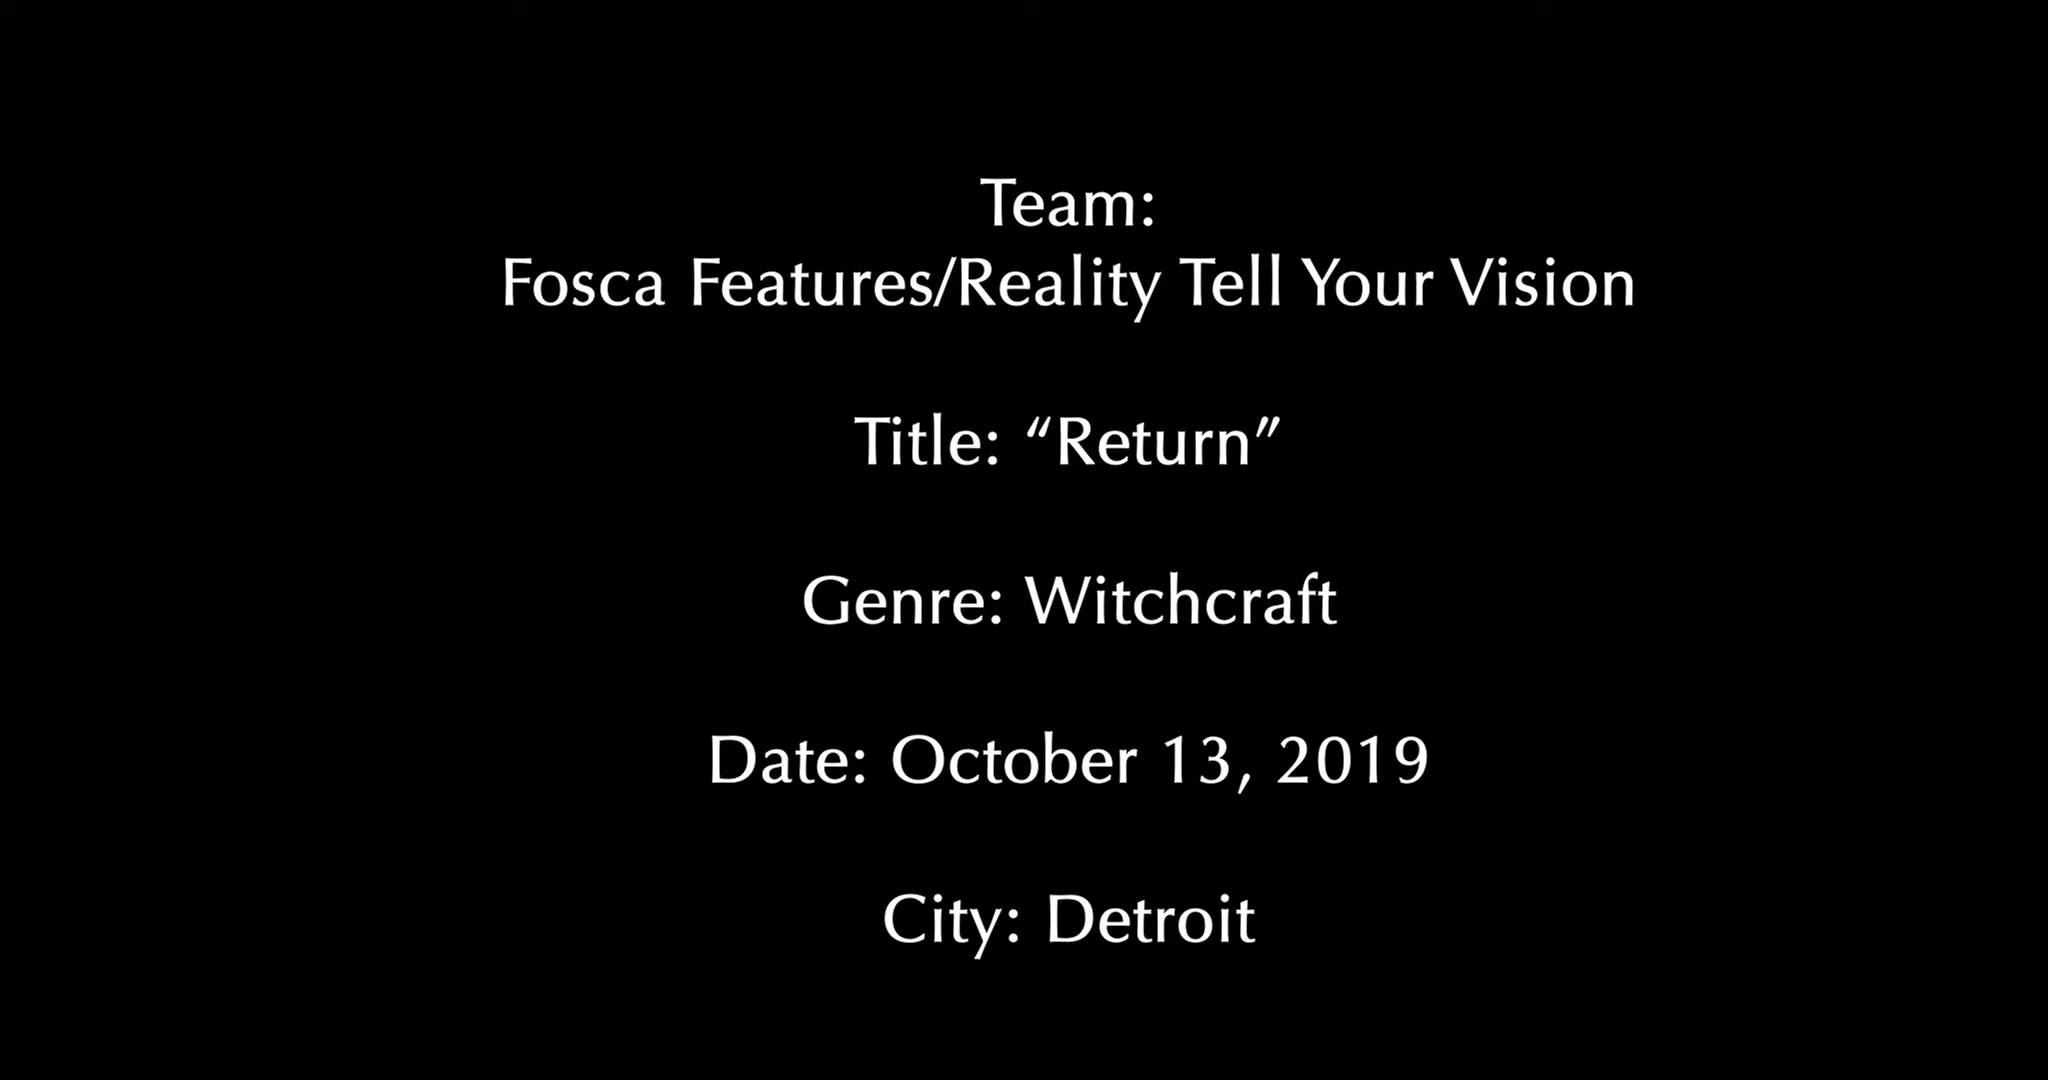 Team:
Fosca Features/Reality Tell Your Vision
Title: “Return”
Genre: Witchcraft
Date: October 13, 2019
City: Detroit